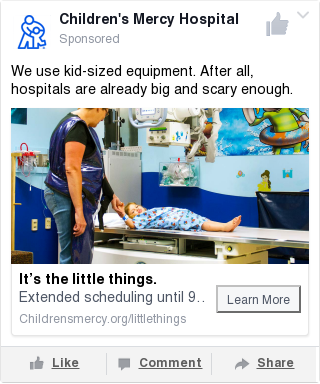 Children's Mercy Hospital
Sponsored
We use kid-sized equipment. After all,
hospitals are already big and scary enough.
It's the little things.
Extended scheduling until 9..
Learn More
Childrensmercy.org/littlethings
Like
Comment
Share